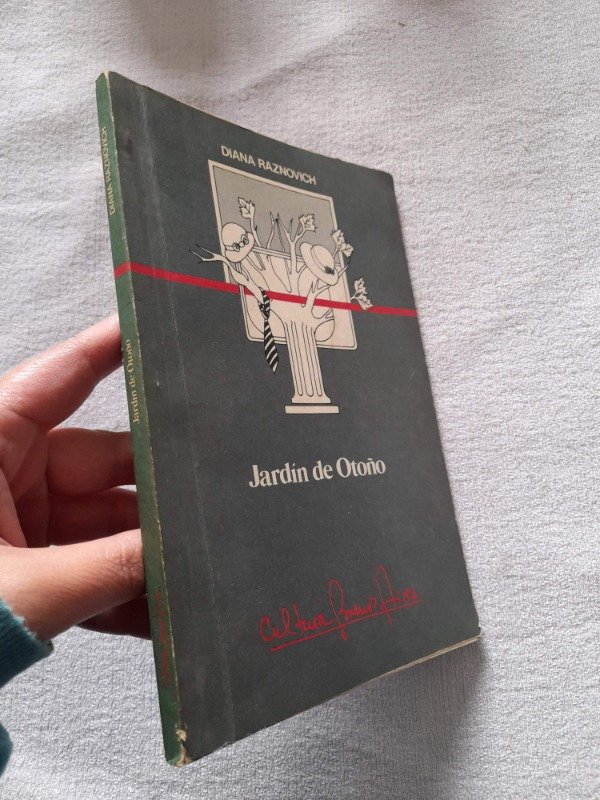 DIANA RAZNOVICH
Jardín de Otoño
Cultura Buenos Aires
DIANA RAZNOVICH
Jardín de Otoño